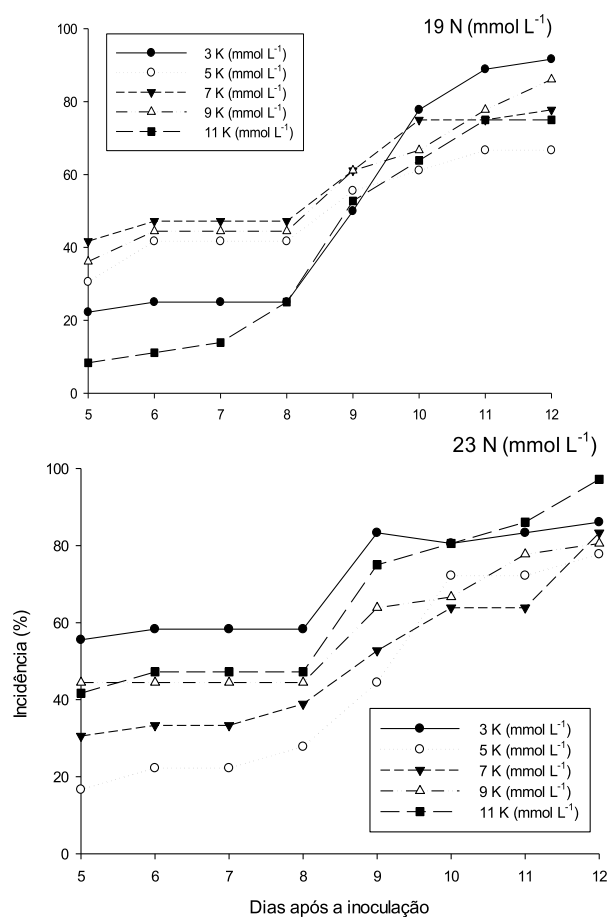 19 N (mmol L⁻¹)
100
80
60
40
20
0
3 K (mmol L⁻¹)
5 K (mmol L⁻¹)
7 K (mmol L⁻¹)
9 K (mmol L⁻¹)
11 K (mmol L⁻¹)
5 6 7 8 9 10 11 12
23 N (mmol L⁻¹)
Incidência (%)
100
80
60
40
20
0
3 K (mmol L⁻¹)
5 K (mmol L⁻¹)
7 K (mmol L⁻¹)
9 K (mmol L⁻¹)
11 K (mmol L⁻¹)
5 6 7 8 9 10 11 12
Dias após a inoculação